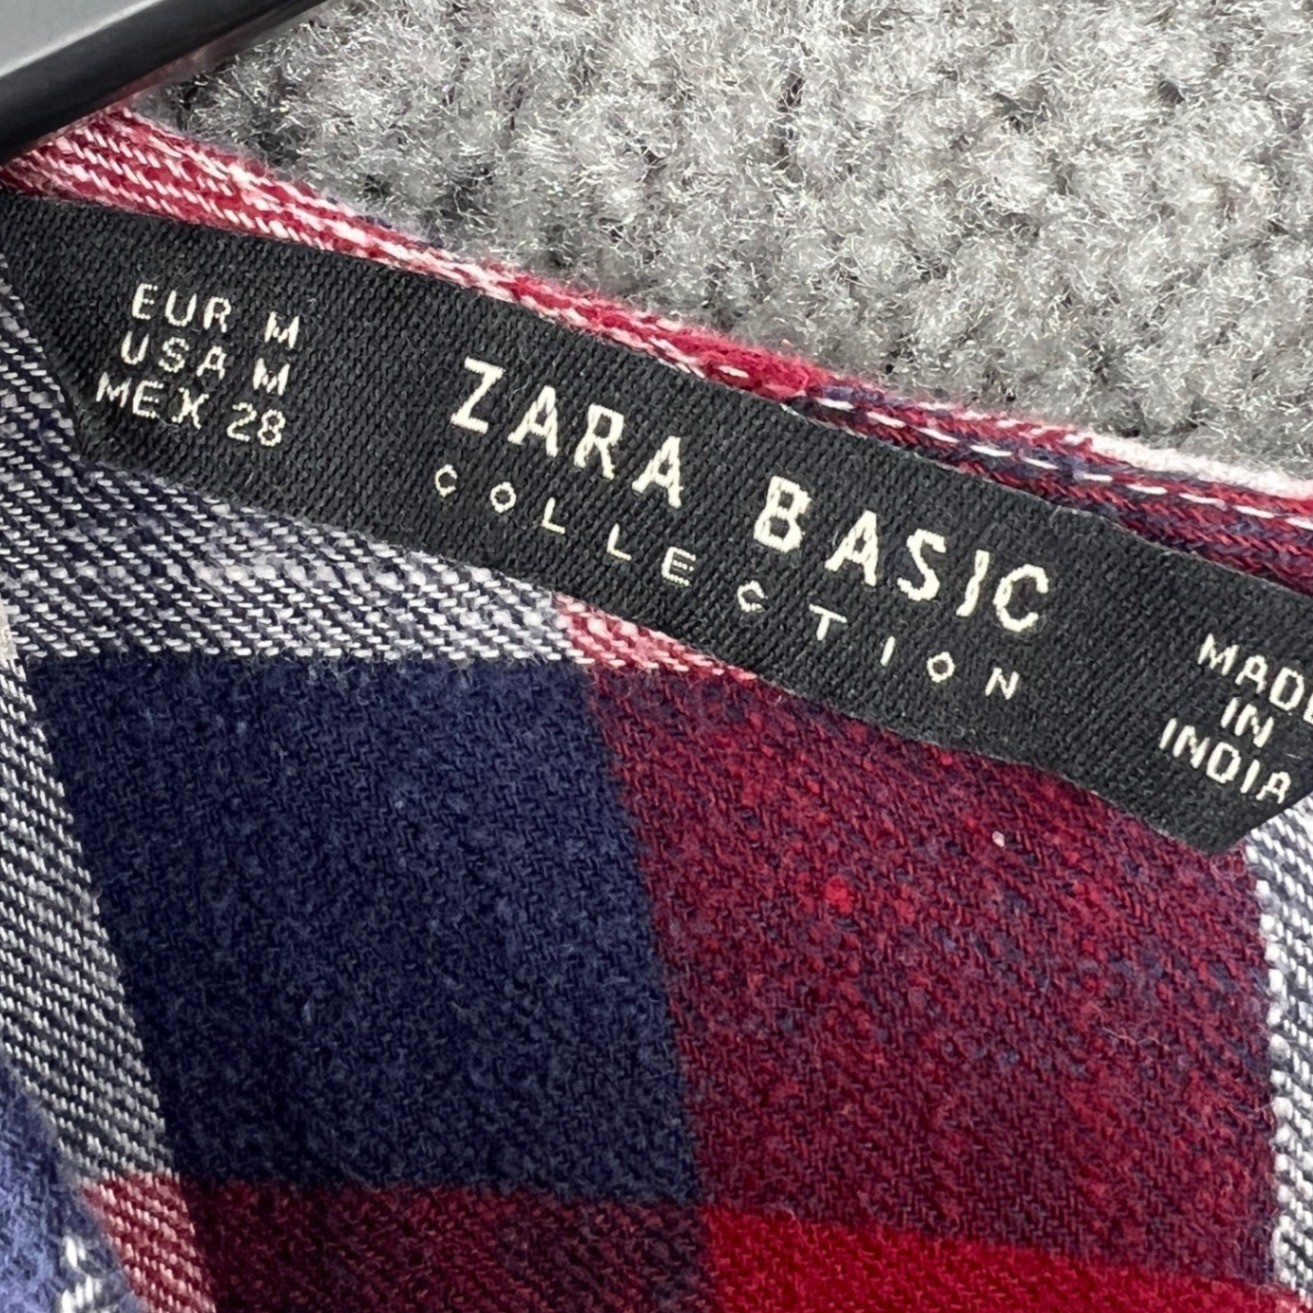 EUR M
USA M
MEX 28
ZARA BASIC
COLLECTION
MADE
IN
INDIA